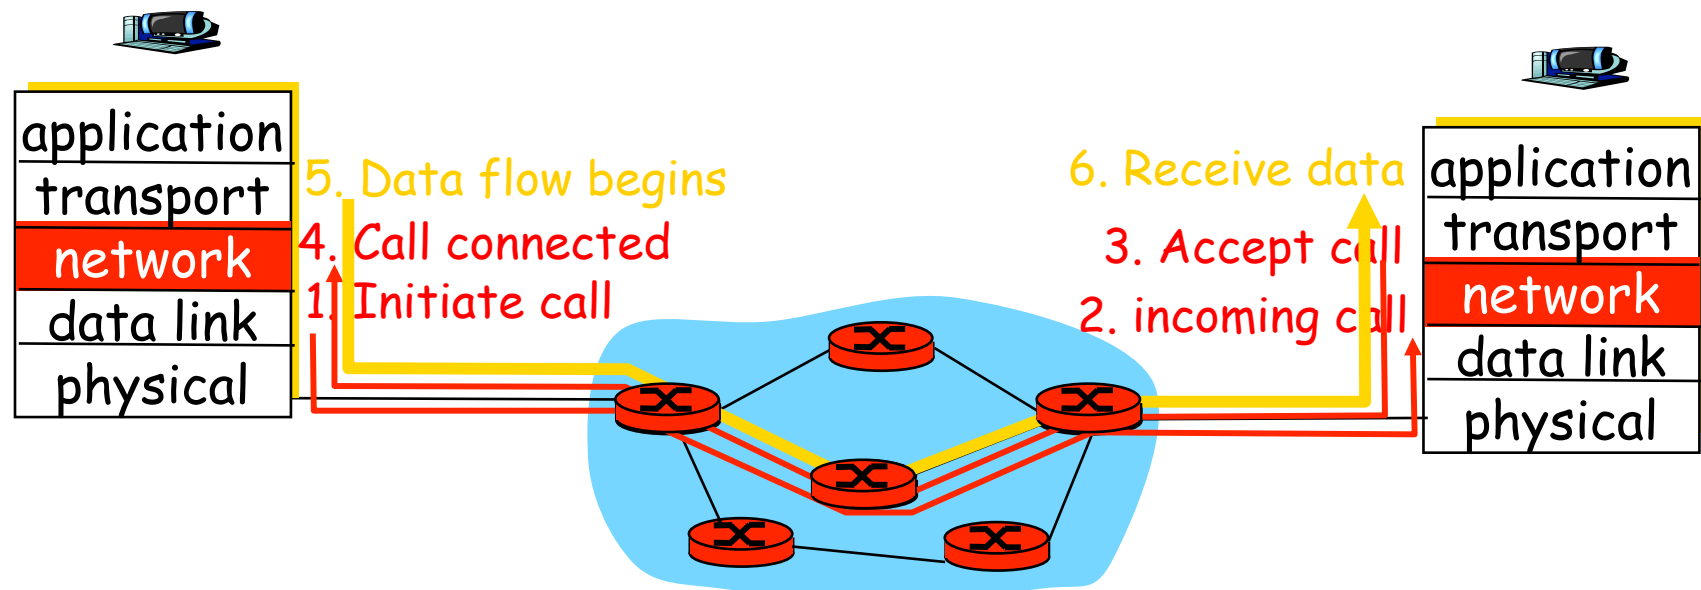 application
transport
network
data link
physical
5. Data flow begins
4. Call connected
1. Initiate call
6. Receive data
3. Accept call
2. incoming call
application
transport
network
data link
physical